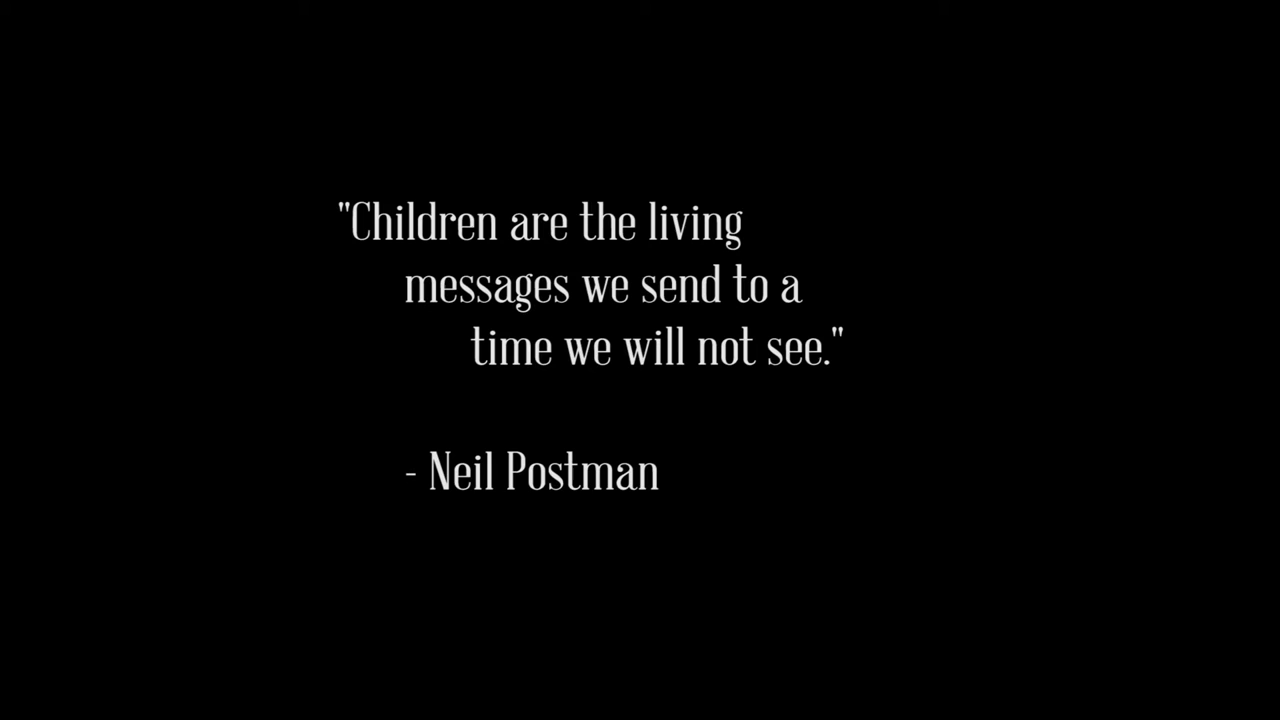 "Children are the living
messages we send to a
time we will not see."
- Neil Postman